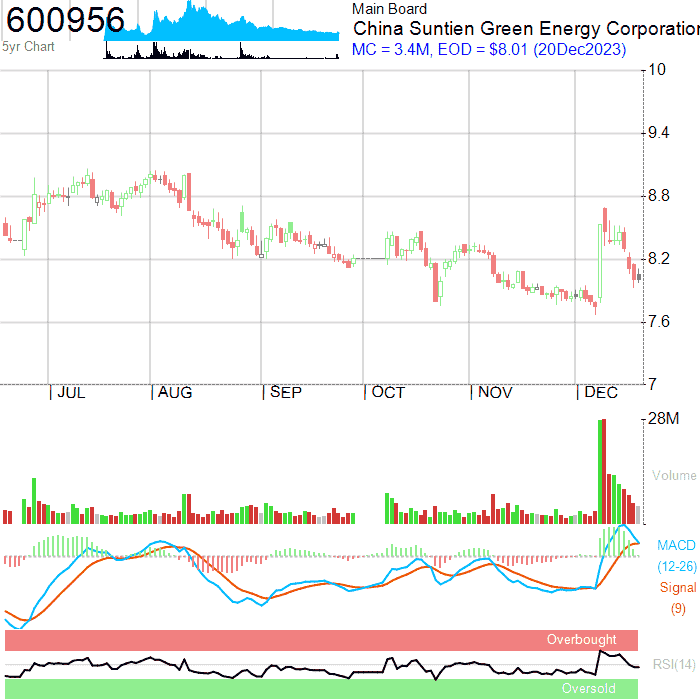 600956
5yr Chart
Main Board
China Suntien Green Energy Corporation
MC = 3.4M, EOD = $8.01 (20Dec2023)
10
9.4
8.8
8.2
7.6
7
JUL AUG SEP OCT NOV DEC
28M
Volume
MACD
(12-26)
Signal
(9)
Overbought
RSI(14)
Oversold